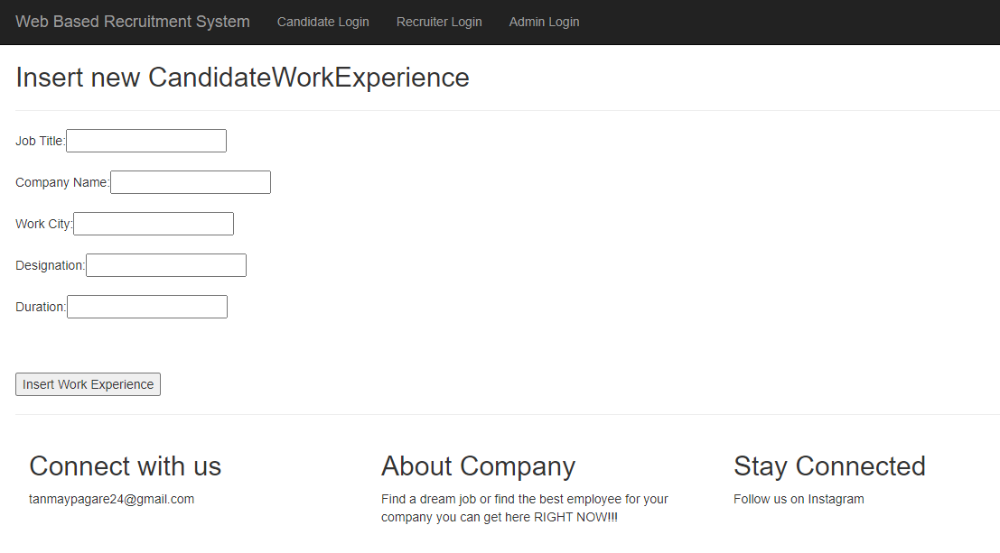 Web Based Recruitment System Candidate Login Recruiter Login Admin Login
Insert new CandidateWorkExperience
Job Title:
Company Name:
Work City:
Designation:
Duration:
Insert Work Experience
Connect with us
tanmaypagare24@gmail.com
About Company
Find a dream job or find the best employee for your
company you can get here RIGHT NOW!!!
Stay Connected
Follow us on Instagram